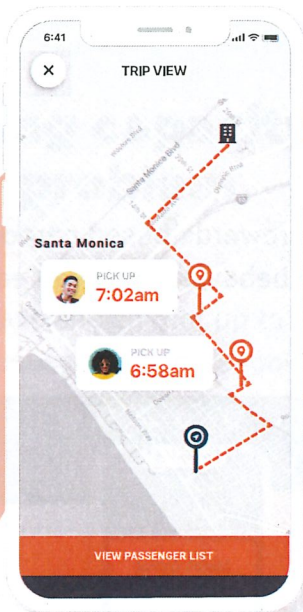 6:41
TRIP VIEW
Santa Monica Blvd
Santa Monica
PICK UP
7:02am
PICK UP
6:58am
VIEW PASSENGER LIST